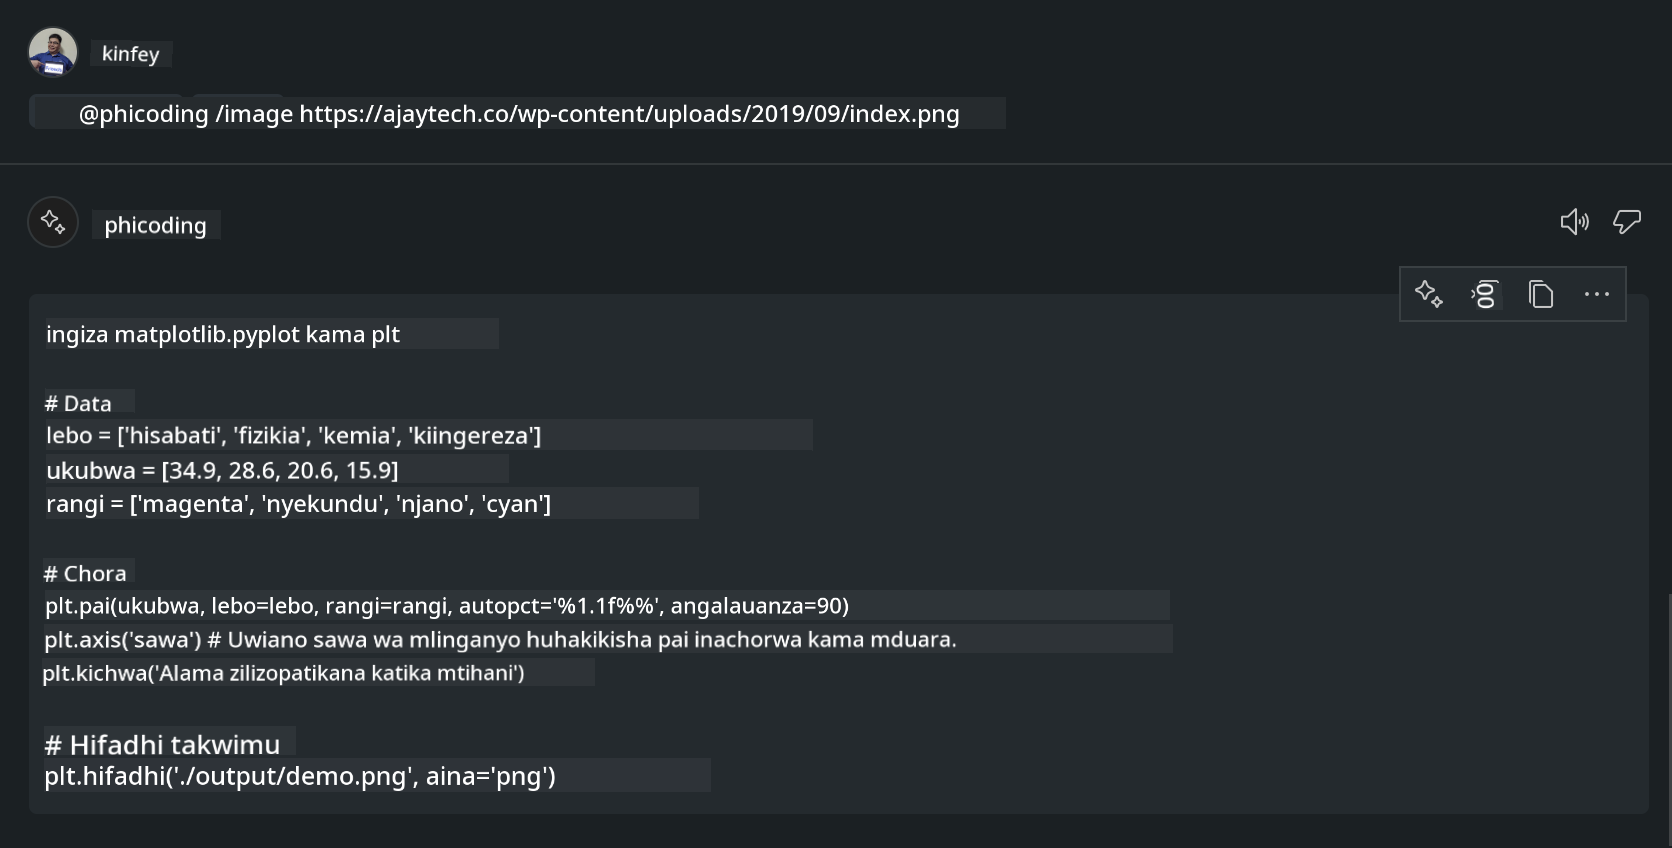 kinfey
@phicoding /image https://ajaytech.co/wp-content/uploads/2019/09/index.png
phicoding
ingiza matplotlib.pyplot kama plt
# Data
lebo = ['hisabati', 'fizikia', 'kemia', 'kiingereza']
ukubwa = [34.9, 28.6, 20.6, 15.9]
rangi = ['magenta', 'nyekundu', 'njano', 'cyan']
# Chora
plt.pai(ukubwa, lebo=lebo, rangi=rangi, autopct='%1.1f%%', angalauanza=90)
plt.axis('sawa') # Uwiano sawa wa mlinganyo huhakikisha pai inachorwa kama mduara.
plt.kichwa('Alama zilizopatikana katika mtihani')
# Hifadhi takwimu
plt.hifadhi('./output/demo.png', aina='png')